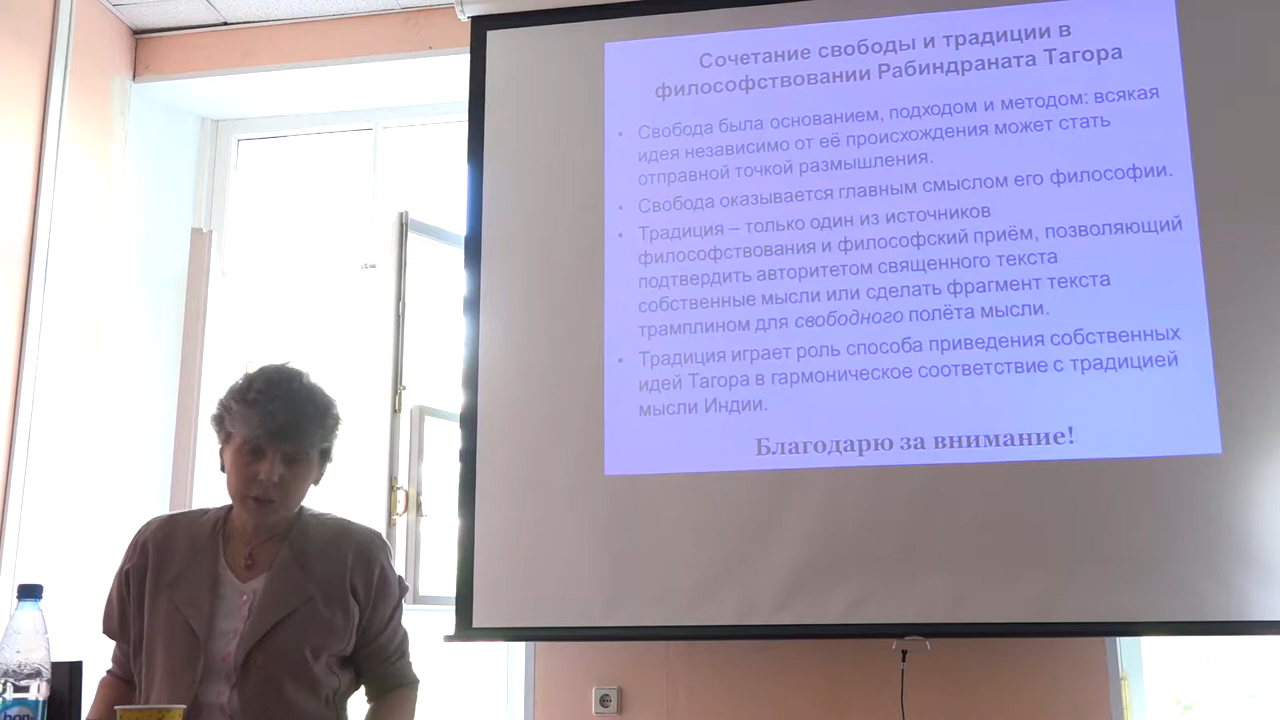 Сочетание свободы и традиции в
философствовании Рабиндраната Тагора
• Свобода была основанием, подходом и методом: всякая
идея независимо от её происхождения может стать
отправной точкой размышления.
• Свобода оказывается главным смыслом его философии.
• Традиция – только один из источников
философствования и философский приём, позволяющий
подтвердить авторитетом священного текста
собственные мысли или сделать фрагмент текста
трамплином для свободного полёта мысли.
• Традиция играет роль способа приведения собственных
идей Тагора в гармоническое соответствие с традицией
мысли Индии.
Благодарю за внимание!